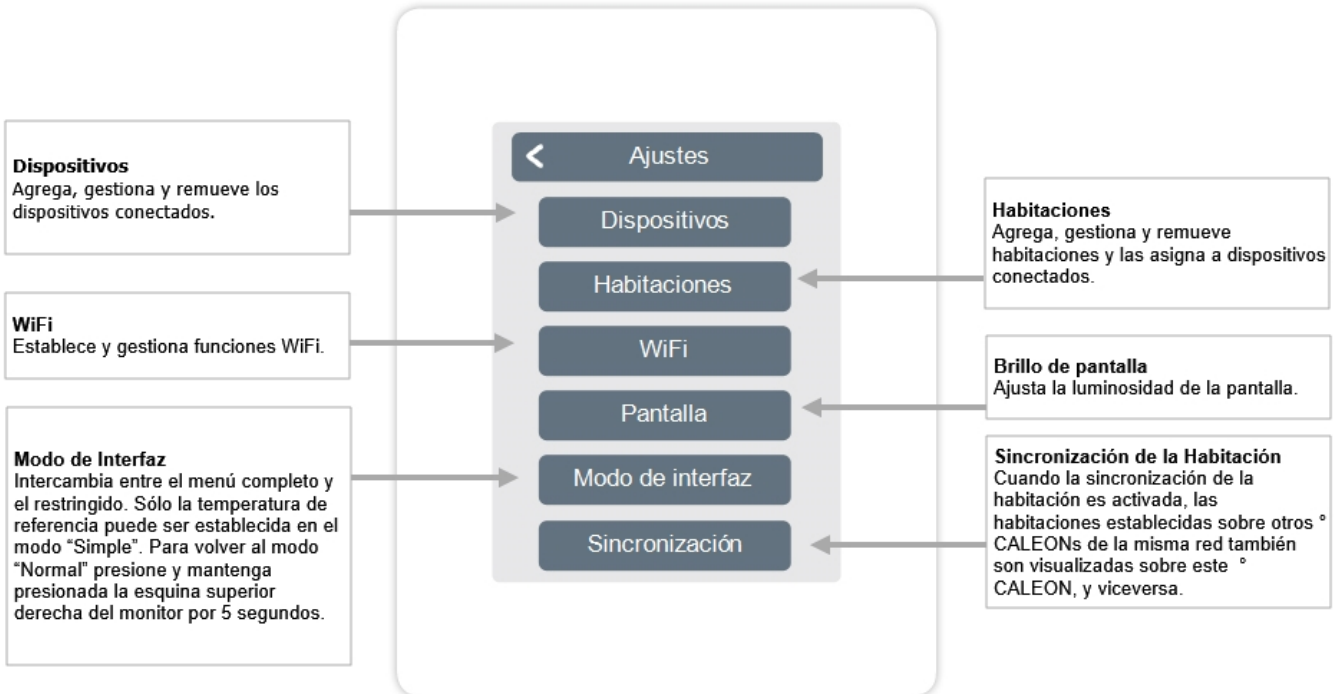 Dispositivos
Agrega, gestiona y remueve los
dispositivos conectados.
WiFi
Establece y gestiona funciones WiFi.
Modo de Interfaz
Intercambia entre el menú completo y
el restringido. Sólo la temperatura de
referencia puede ser establecida en el
modo “Simple”. Para volver al modo
“Normal” presione y mantenga
presionada la esquina superior
derecha del monitor por 5 segundos.
< Ajustes
Dispositivos
Habitaciones
WiFi
Pantalla
Modo de interfaz
Sincronización
Habitaciones
Agrega, gestiona y remueve
habitaciones y las asigna a dispositivos
conectados.
Brillo de pantalla
Ajusta la luminosidad de la pantalla.
Sincronización de la Habitación
Cuando la sincronización de la
habitación es activada, las
habitaciones establecidas sobre otros °
CALEONs de la misma red también
son visualizadas sobre este °
CALEON, y viceversa.